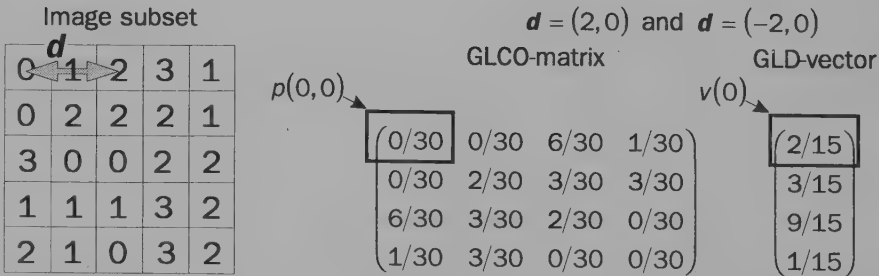 Image subset
d = (2,0) and d = (−2,0)
GLCO-matrix
GLD-vector
d
0 1 2 3 1
0 2 2 2 1
3 0 0 2 2
1 1 1 3 2
2 1 0 3 2
p(0,0)
0/30 0/30 6/30 1/30
0/30 2/30 3/30 3/30
6/30 3/30 2/30 0/30
1/30 3/30 0/30 0/30
v(0)
2/15
3/15
9/15
1/15